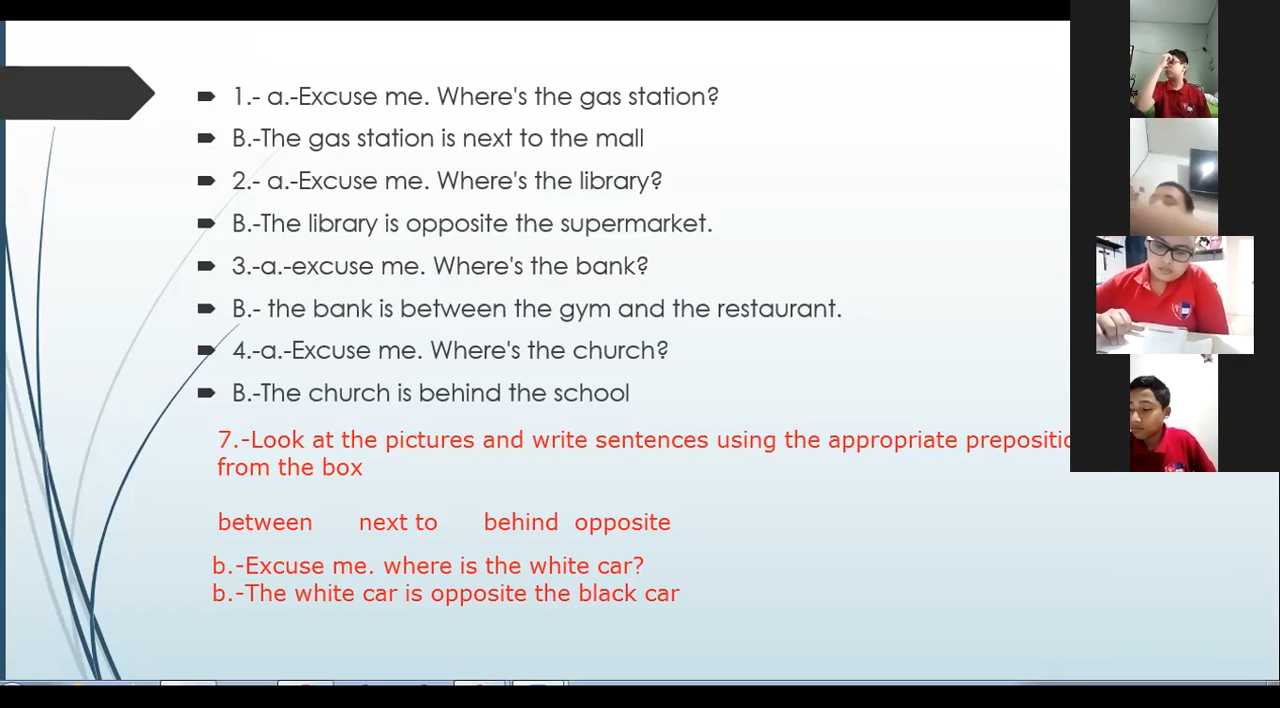 1.- a.-Excuse me. Where's the gas station?
B.-The gas station is next to the mall
2.- a.-Excuse me. Where's the library?
B.-The library is opposite the supermarket.
3.-a.-excuse me. Where's the bank?
B.- the bank is between the gym and the restaurant.
4.-a.-Excuse me. Where's the church?
B.-The church is behind the school
7.-Look at the pictures and write sentences using the appropriate
from the box
between next to behind opposite
b.-Excuse me. where is the white car?
b.-The white car is opposite the black car